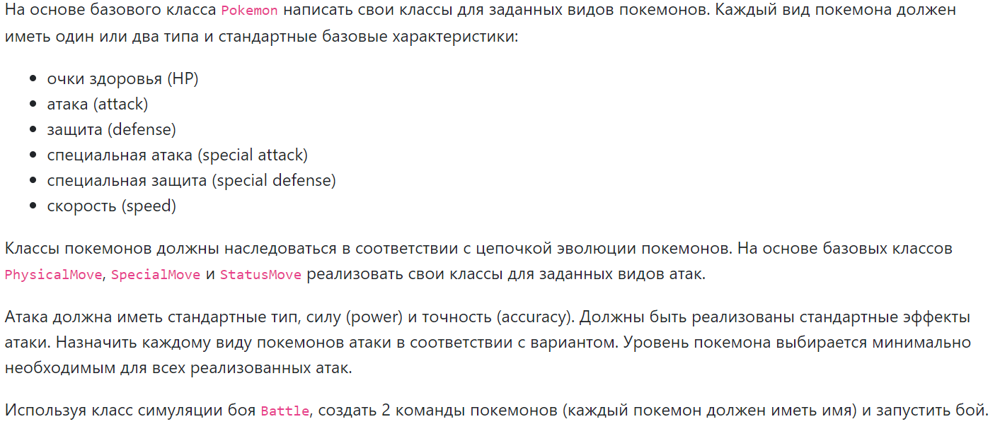 На основе базового класса Pokemon написать свои классы для заданных видов покемонов. Каждый вид покемона должен
иметь один или два типа и стандартные базовые характеристики:
• очки здоровья (HP)
• атака (attack)
• защита (defense)
• специальная атака (special attack)
• специальная защита (special defense)
• скорость (speed)
Классы покемонов должны наследоваться в соответствии с цепочкой эволюции покемонов. На основе базовых классов
PhysicalMove, SpecialMove и StatusMove реализовать свои классы для заданных видов атак.
Атака должна иметь стандартные тип, силу (power) и точность (accuracy). Должны быть реализованы стандартные эффекты
атаки. Назначить каждому виду покемонов атаки в соответствии с вариантом. Уровень покемона выбирается минимально
необходимым для всех реализованных атак.
Используя класс симуляции боя Battle, создать 2 команды покемонов (каждый покемон должен иметь имя) и запустить бой.